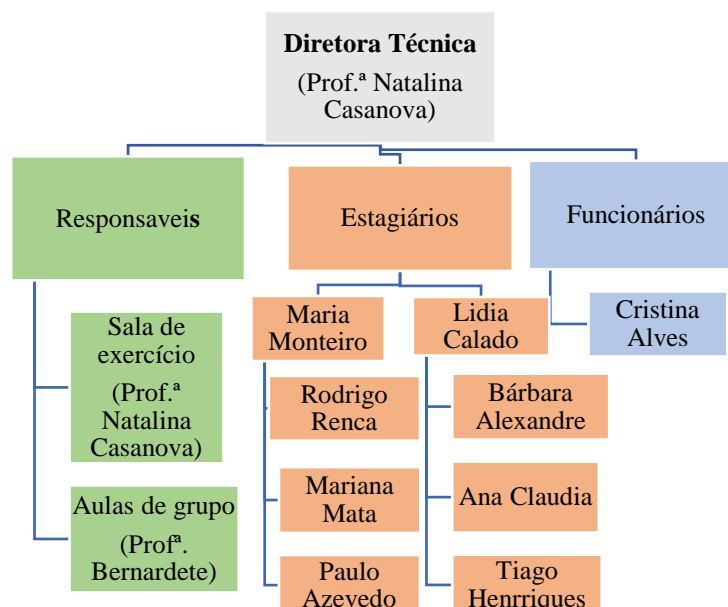 Diretora Técnica
(Prof.ª Natalina
Casanova)
Responsaveis
Estagiários
Funcionários
Sala de
exercício
(Prof.ª
Natalina
Casanova)
Aulas de grupo
(Profª.
Bernardete)
Maria
Monteiro
Rodrigo
Renca
Mariana
Mata
Paulo
Azevedo
Lidia
Calado
Bárbara
Alexandre
Ana Claudia
Tiago
Henrriques
Cristina
Alves